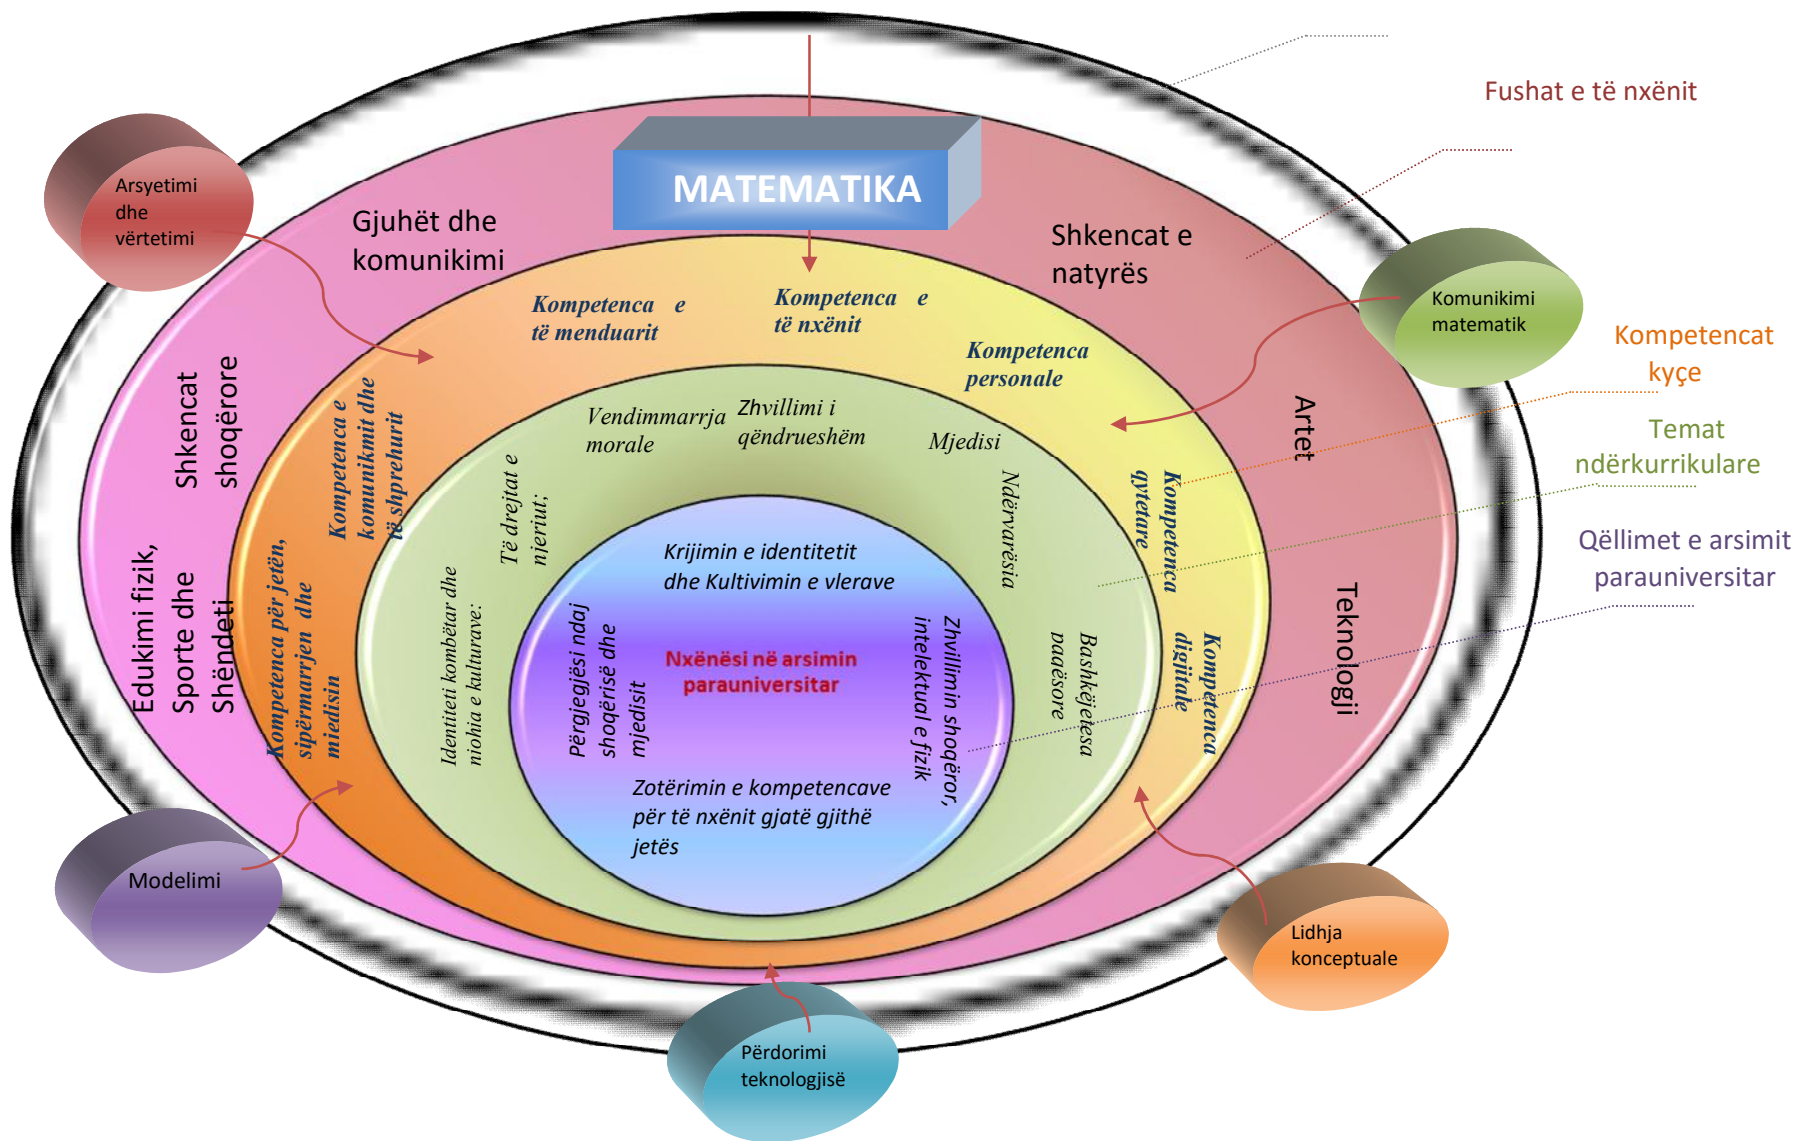 Fushat e të nxënit
MATEMATIKA
Arsyetimi
dhe
vërtetimi
Gjuhët dhe
komunikimi
Shkencat e
natyrës
Komunikimi
matematik
Kompetenca e
të menduarit
Kompetenca e
të nxënit
Kompetenca
personale
Kompetencat
kyçe
Temat
ndërkurrikulare
Qëllimet e arsimit
parauniversitar
Shkencat
shoqërore
Artet
Kompetenca e
komunikmit dhe
të shprehurit
Vendimmarrja
morale
Zhvillimi i
qëndrueshëm
Mjedisi
Të drejtat e
njeriut;
Ndërvarësia
Kompetenca
qytetare
Edukimi fizik,
Sporte dhe
Shëndeti
Kompetenca për jetën,
sipërmarrjen dhe
mjedisin
Identiteti kombëtar dhe
njohja e kulturave:
Krijimin e identitetit
dhe Kultivimin e vlerave
Përgjegjësi ndaj
shoqërisë dhe
mjedisit
Nxënësi në arsimin
parauniversitar
Zhvillimin shoqëror,
intelektual e fizik
Bashkëjetesa
paqësore
Kompetenca
digjitale
Teknologji
Zotërimin e kompetencave
për të nxënit gjatë gjithë
jetës
Modelimi
Lidhja
konceptuale
Përdorimi
teknologjisë